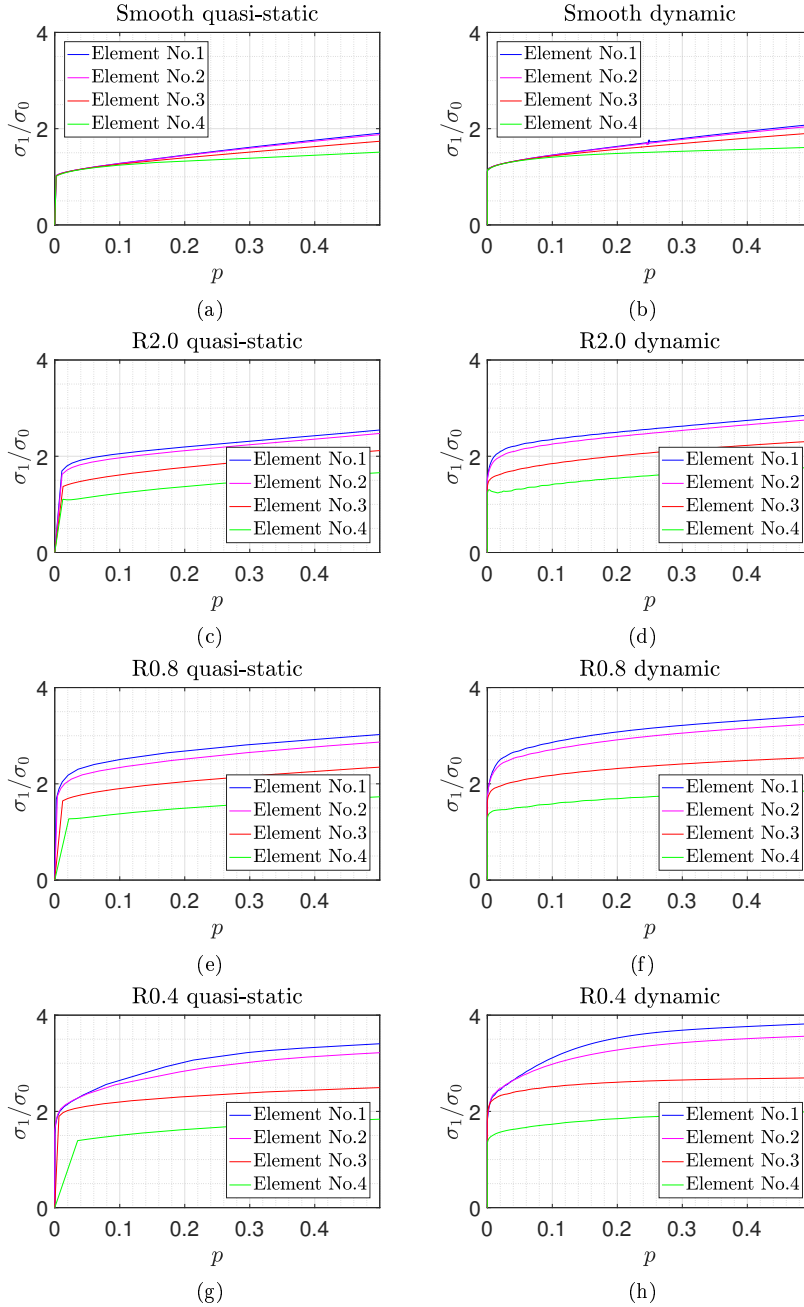 Smooth quasi-static
4
2
0
σ₁/σ₀
Element No.1
Element No.2
Element No.3
Element No.4
0 0.1 0.2 0.3 0.4
p
(a)
Smooth dynamic
4
2
0
σ₁/σ₀
Element No.1
Element No.2
Element No.3
Element No.4
0 0.1 0.2 0.3 0.4
p
(b)
R2.0 quasi-static
4
2
0
σ₁/σ₀
Element No.1
Element No.2
Element No.3
Element No.4
0 0.1 0.2 0.3 0.4
p
(c)
R2.0 dynamic
4
2
0
σ₁/σ₀
Element No.1
Element No.2
Element No.3
Element No.4
0 0.1 0.2 0.3 0.4
p
(d)
R0.8 quasi-static
4
2
0
σ₁/σ₀
Element No.1
Element No.2
Element No.3
Element No.4
0 0.1 0.2 0.3 0.4
p
(e)
R0.8 dynamic
4
2
0
σ₁/σ₀
Element No.1
Element No.2
Element No.3
Element No.4
0 0.1 0.2 0.3 0.4
p
(f)
R0.4 quasi-static
4
2
0
σ₁/σ₀
Element No.1
Element No.2
Element No.3
Element No.4
0 0.1 0.2 0.3 0.4
p
(g)
R0.4 dynamic
4
2
0
σ₁/σ₀
Element No.1
Element No.2
Element No.3
Element No.4
0 0.1 0.2 0.3 0.4
p
(h)